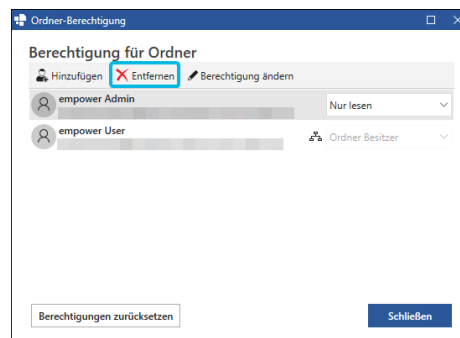 Ordner-Berechtigung
Berechtigung für Ordner
Hinzufügen Entfernen Berechtigung ändern
empower Admin
Nur lesen
empower User
Ordner Besitzer
Berechtigungen zurücksetzen Schließen